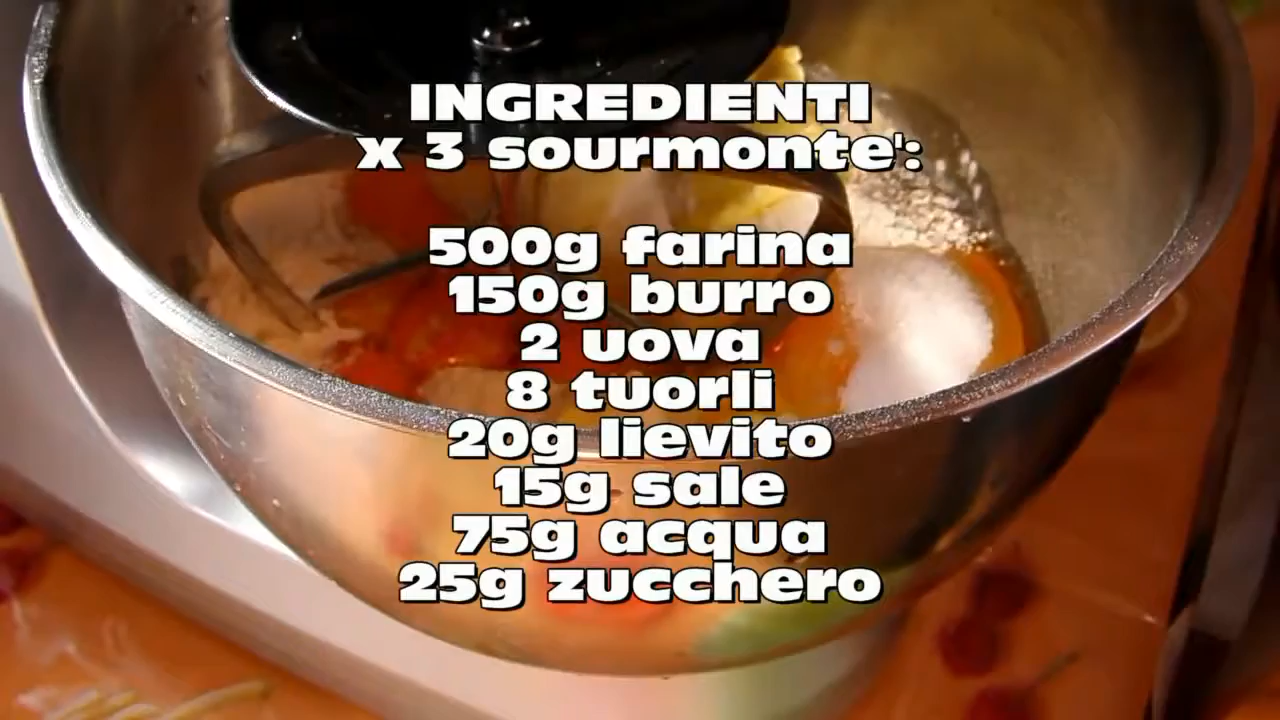 INGREDIENTI
x 3 sourmonte':
500g farina
150g burro
2 uova
8 tuorli
20g lievito
15g sale
75g acqua
25g zucchero